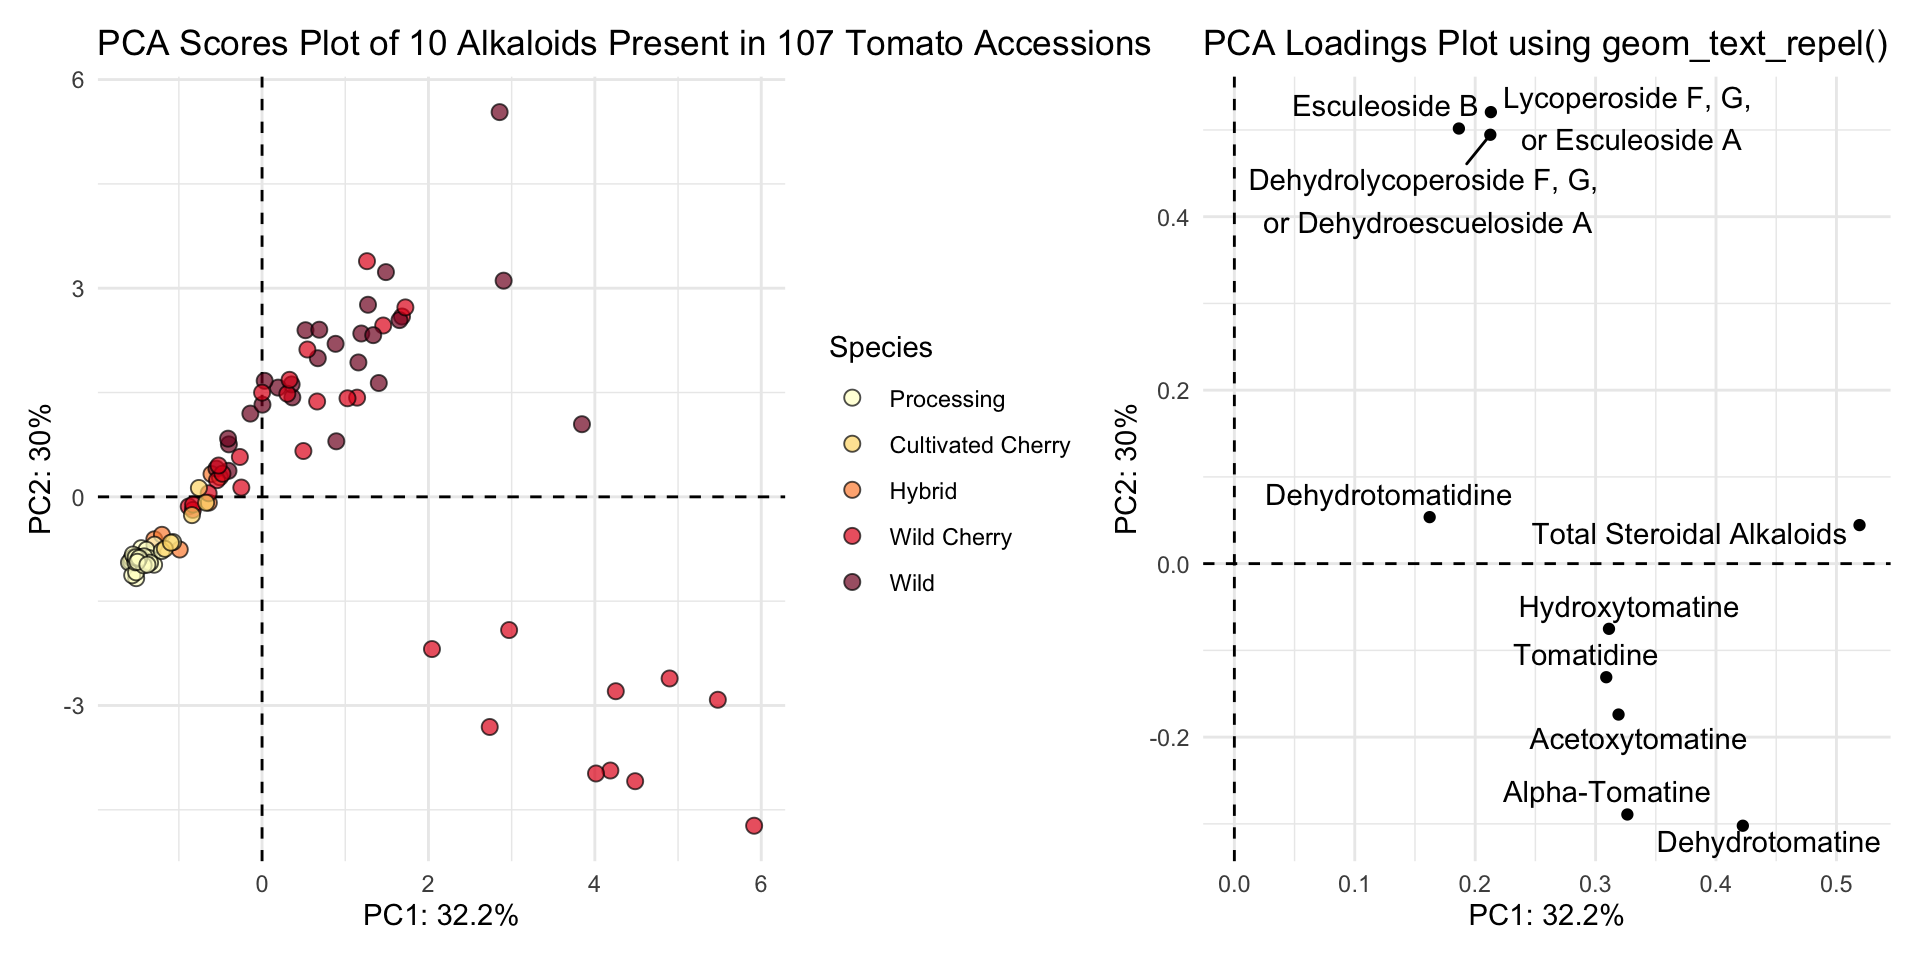 PCA Scores Plot of 10 Alkaloids Present in 107 Tomato Accessions
6
3
0
-3
PC2: 30%
0
2
4
6
PC1: 32.2%
Species
Processing
Cultivated Cherry
Hybrid
Wild Cherry
Wild
PCA Loadings Plot using geom_text_repel()
Esculeoside B
Lycoperoside F, G,
or Esculeoside A
Dehydrolycoperoside F, G,
or Dehydroescueloside A
Dehydrotomatidine
Total Steroidal Alkaloids
Hydroxytomatine
Tomatidine
Acetoxytomatine
Alpha-Tomatine
Dehydrotomatine
0.4
0.2
0.0
-0.2
PC2: 30%
0.0
0.1
0.2
0.3
0.4
0.5
PC1: 32.2%